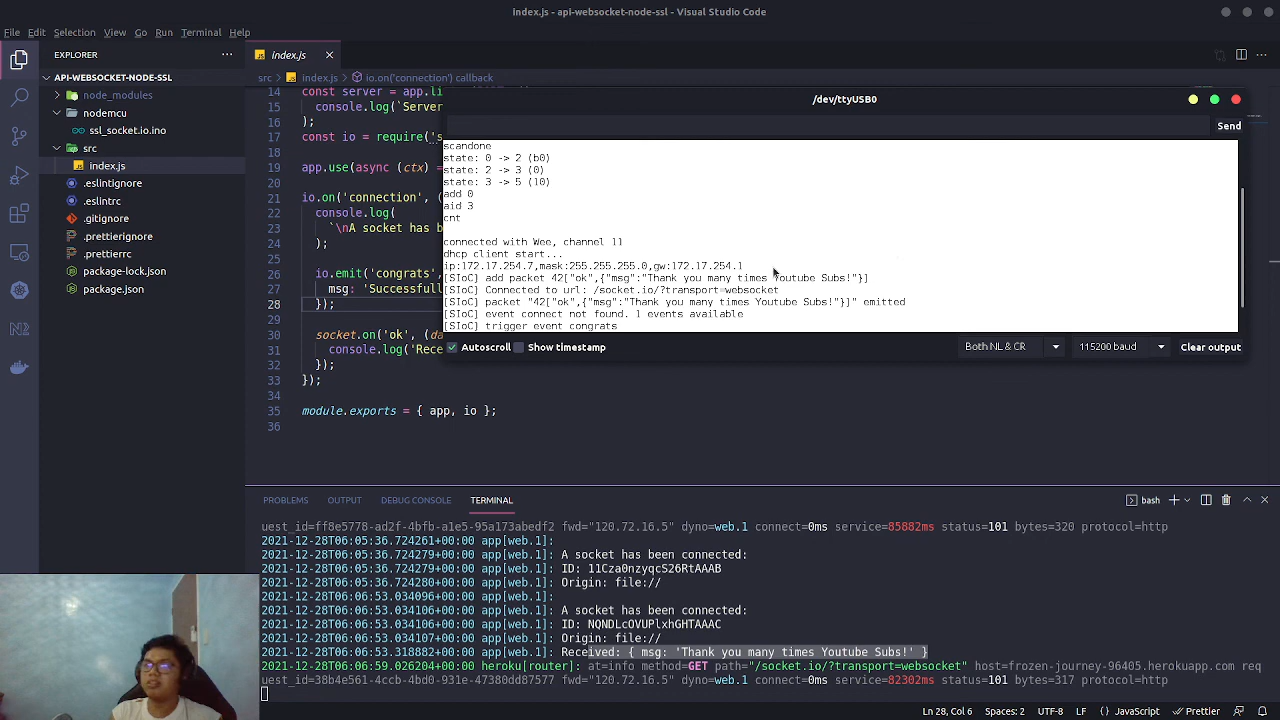 index.js - api-websocket-node-ssl - Visual Studio Code
File Edit Selection View Go Run Terminal Help
EXPLORER
index.js
API-WEBSOCKET-NODE-SSL
node_modules
nodemcu
ssl_socket.io.ino
src
index.js
.eslintignore
.eslintrc
.gitignore
.prettierignore
.prettierrc
package-lock.json
package.json
src index.js io.on('connection') callback
14 const server = app.li
15 console.log(`Server
16 );
17 const io = require('s
18
19 app.use(async (ctx)
20
21 io.on('connection', (
22 console.log(
23 `\nA socket has b
24 );
25
26 io.emit('congrats
27 msg: 'Successfull
28 });
29
30 socket.on('ok', (da
31 console.log('Rece
32 });
33 });
34
35 module.exports = { app, io };
36
/dev/ttyUSB0
Send
scandone
state: 0 -> 2 (b0)
state: 2 -> 3 (0)
state: 3 -> 5 (10)
add 0
aid 3
cnt
connected with Wee, channel 11
dhcp client start...
ip:172.17.254.7,mask:255.255.255.0,gw:172.17.254.1
[SIoC] add packet 42["ok",{"msg":"Thank you many times Youtube Subs!"}]
[SIoC] Connected to url: /socket.io/?transport=websocket
[SIoC] packet "42["ok",{"msg":"Thank you many times Youtube Subs!"}]" emitted
[SIoC] event connect not found. 1 events available
[SIoC] trigger event congrats
Autoscroll Show timestamp Both NL & CR 115200 baud Clear output
PROBLEMS OUTPUT DEBUG CONSOLE TERMINAL bash
uest_id=ff8e5778-ad2f-4bfb-a1e5-95a173abedf2 fwd="120.72.16.5" dyno=web.1 connect=0ms service=85882ms status=101 bytes=320 protocol=http
2021-12-28T06:05:36.724261+00:00 app[web.1]:
2021-12-28T06:05:36.724279+00:00 app[web.1]: A socket has been connected:
2021-12-28T06:05:36.724279+00:00 app[web.1]: ID: 11Cza0nzyqcS26RtAAAB
2021-12-28T06:05:36.724280+00:00 app[web.1]: Origin: file://
2021-12-28T06:06:53.034096+00:00 app[web.1]:
2021-12-28T06:06:53.034106+00:00 app[web.1]: A socket has been connected:
2021-12-28T06:06:53.034106+00:00 app[web.1]: ID: NQNDLcOVUPlxhGHTAAAC
2021-12-28T06:06:53.034107+00:00 app[web.1]: Origin: file://
2021-12-28T06:06:53.318882+00:00 app[web.1]: Received: { msg: 'Thank you many times Youtube Subs!' }
2021-12-28T06:06:59.026204+00:00 heroku[router]: at=info method=GET path="/socket.io/?transport=websocket" host=frozen-journey-96405.herokuapp.com req
uest_id=38b4e561-4ccb-4bd0-931e-47380dd87577 fwd="120.72.16.5" dyno=web.1 connect=0ms service=82302ms status=101 bytes=317 protocol=http
Ln 28, Col 6 Spaces: 2 UTF-8 LF JavaScript Prettier